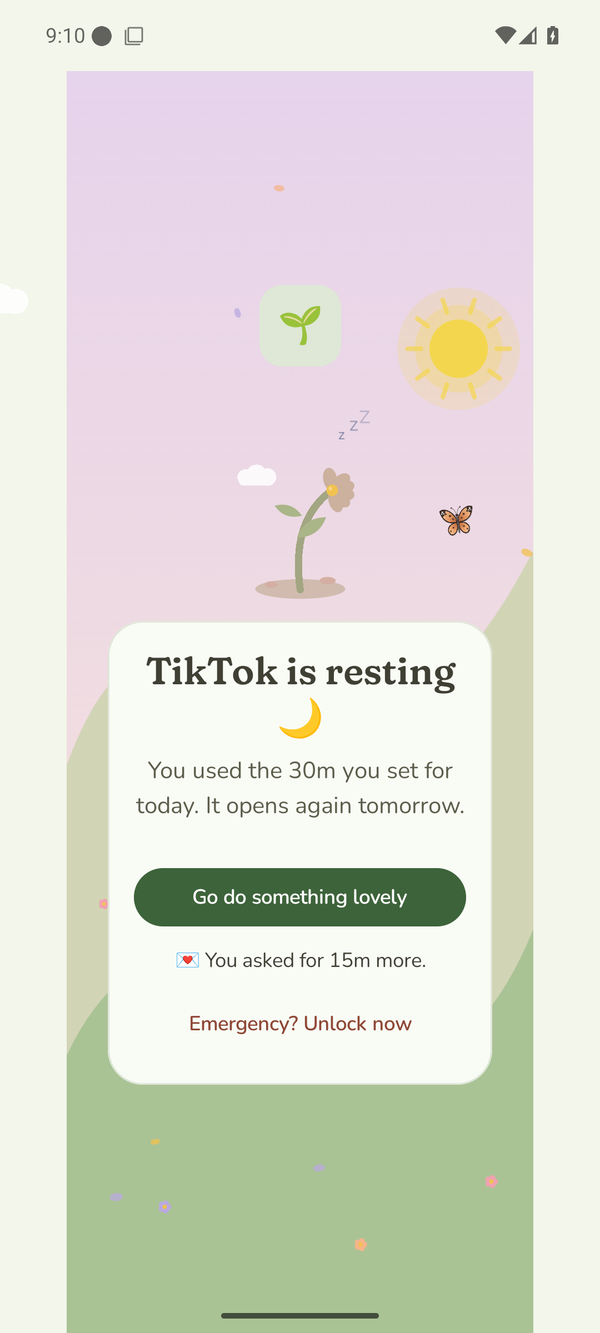 9:10
z z Z
TikTok is resting
🌙
You used the 30m you set for
today. It opens again tomorrow.
Go do something lovely
💌 You asked for 15m more.
Emergency? Unlock now